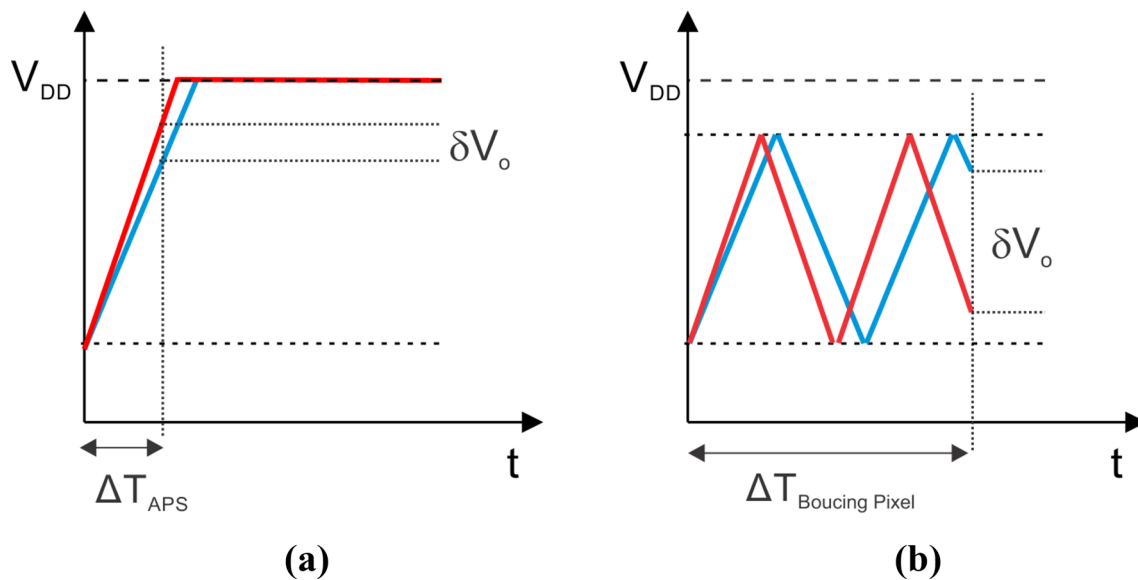 V_DD
δV_o
t
ΔT_APS
(a)
V_DD
δV_o
t
ΔT_Boucing Pixel
(b)